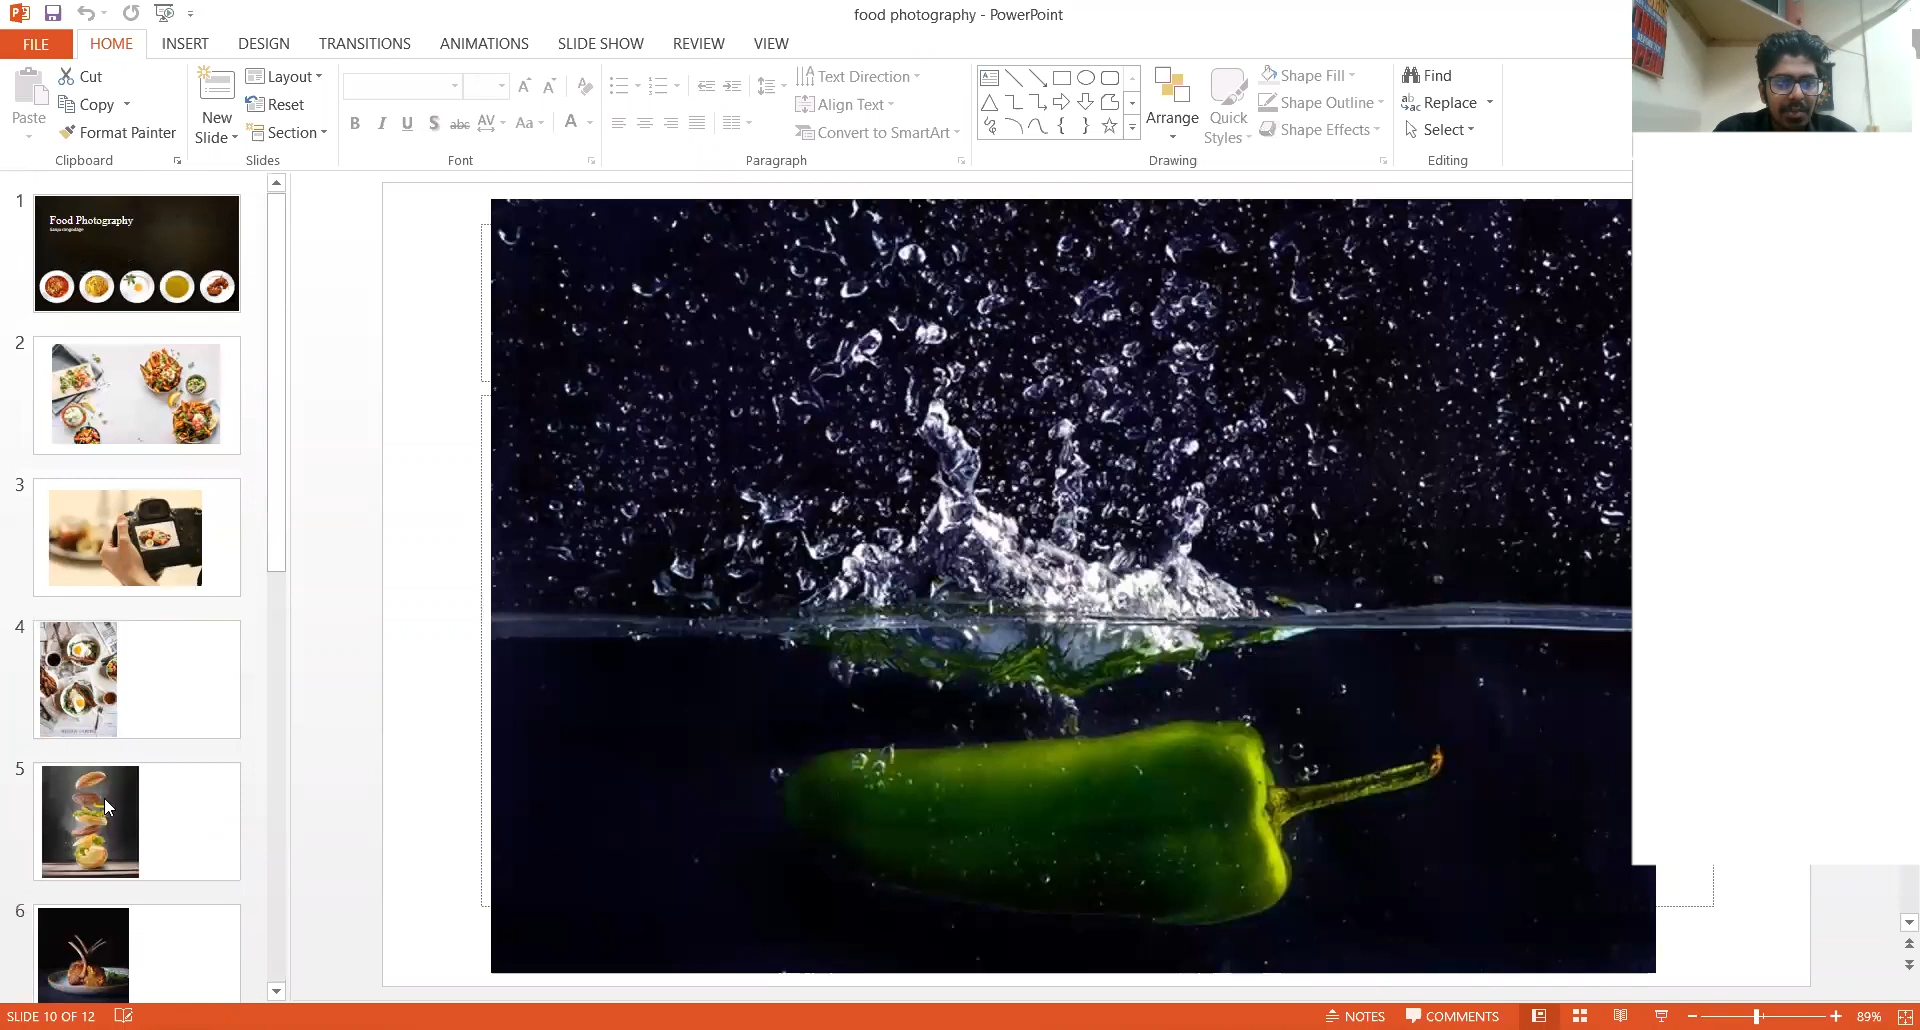 food photography - PowerPoint
FILE HOME INSERT DESIGN TRANSITIONS ANIMATIONS SLIDE SHOW REVIEW VIEW
Paste
Cut
Copy
Format Painter
Clipboard
New
Slide
Layout
Reset
Section
Slides
B I U S abc AV Aa A
Font
Text Direction
Align Text
Convert to SmartArt
Paragraph
Arrange
Quick
Styles
Shape Fill
Shape Outline
Shape Effects
Drawing
Find
Replace
Select
Editing
1
Food Photography
2
3
4
5
6
SLIDE 10 OF 12
NOTES COMMENTS 89%